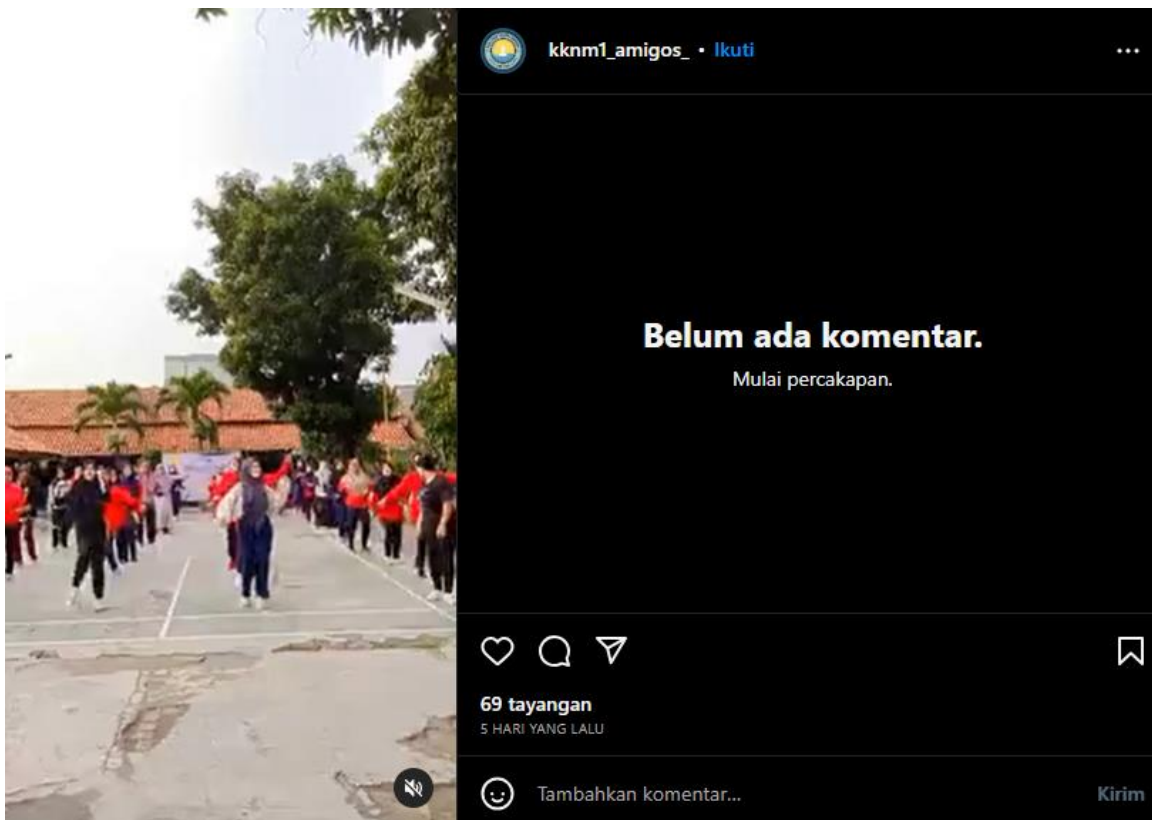 kknm1_amigos_ • Ikuti
Belum ada komentar.
Mulai percakapan.
69 tayangan
5 HARI YANG LALU
Tambahkan komentar...
Kirim